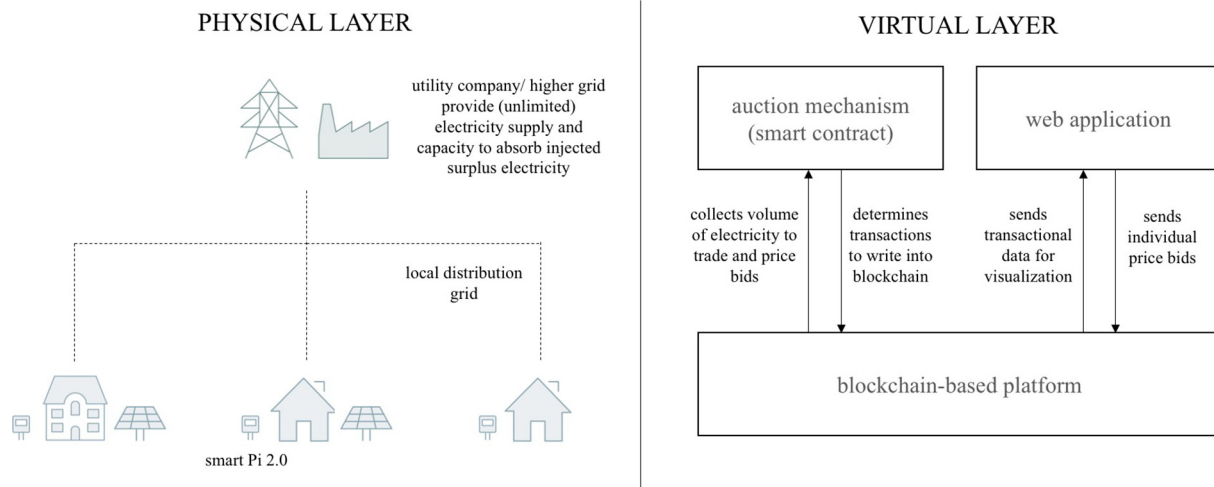 PHYSICAL LAYER
utility company/ higher grid
provide (unlimited)
electricity supply and
capacity to absorb injected
surplus electricity
local distribution
grid
smart Pi 2.0
VIRTUAL LAYER
auction mechanism
(smart contract)
web application
collects volume
of electricity to
trade and price
bids
determines
transactions
to write into
blockchain
sends
transactional
data for
visualization
sends
individual
price bids
blockchain-based platform